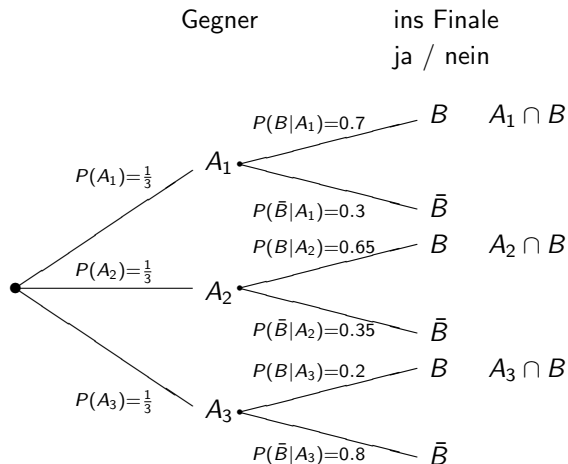 Gegner ins Finale
ja / nein
P(B|A₁)=0.7 B A₁ ∩ B
P(A₁)=1/3 A₁
P(B̄|A₁)=0.3 B̄
P(B|A₂)=0.65 B A₂ ∩ B
P(A₂)=1/3 A₂
P(B̄|A₂)=0.35 B̄
P(B|A₃)=0.2 B A₃ ∩ B
P(A₃)=1/3 A₃
P(B̄|A₃)=0.8 B̄